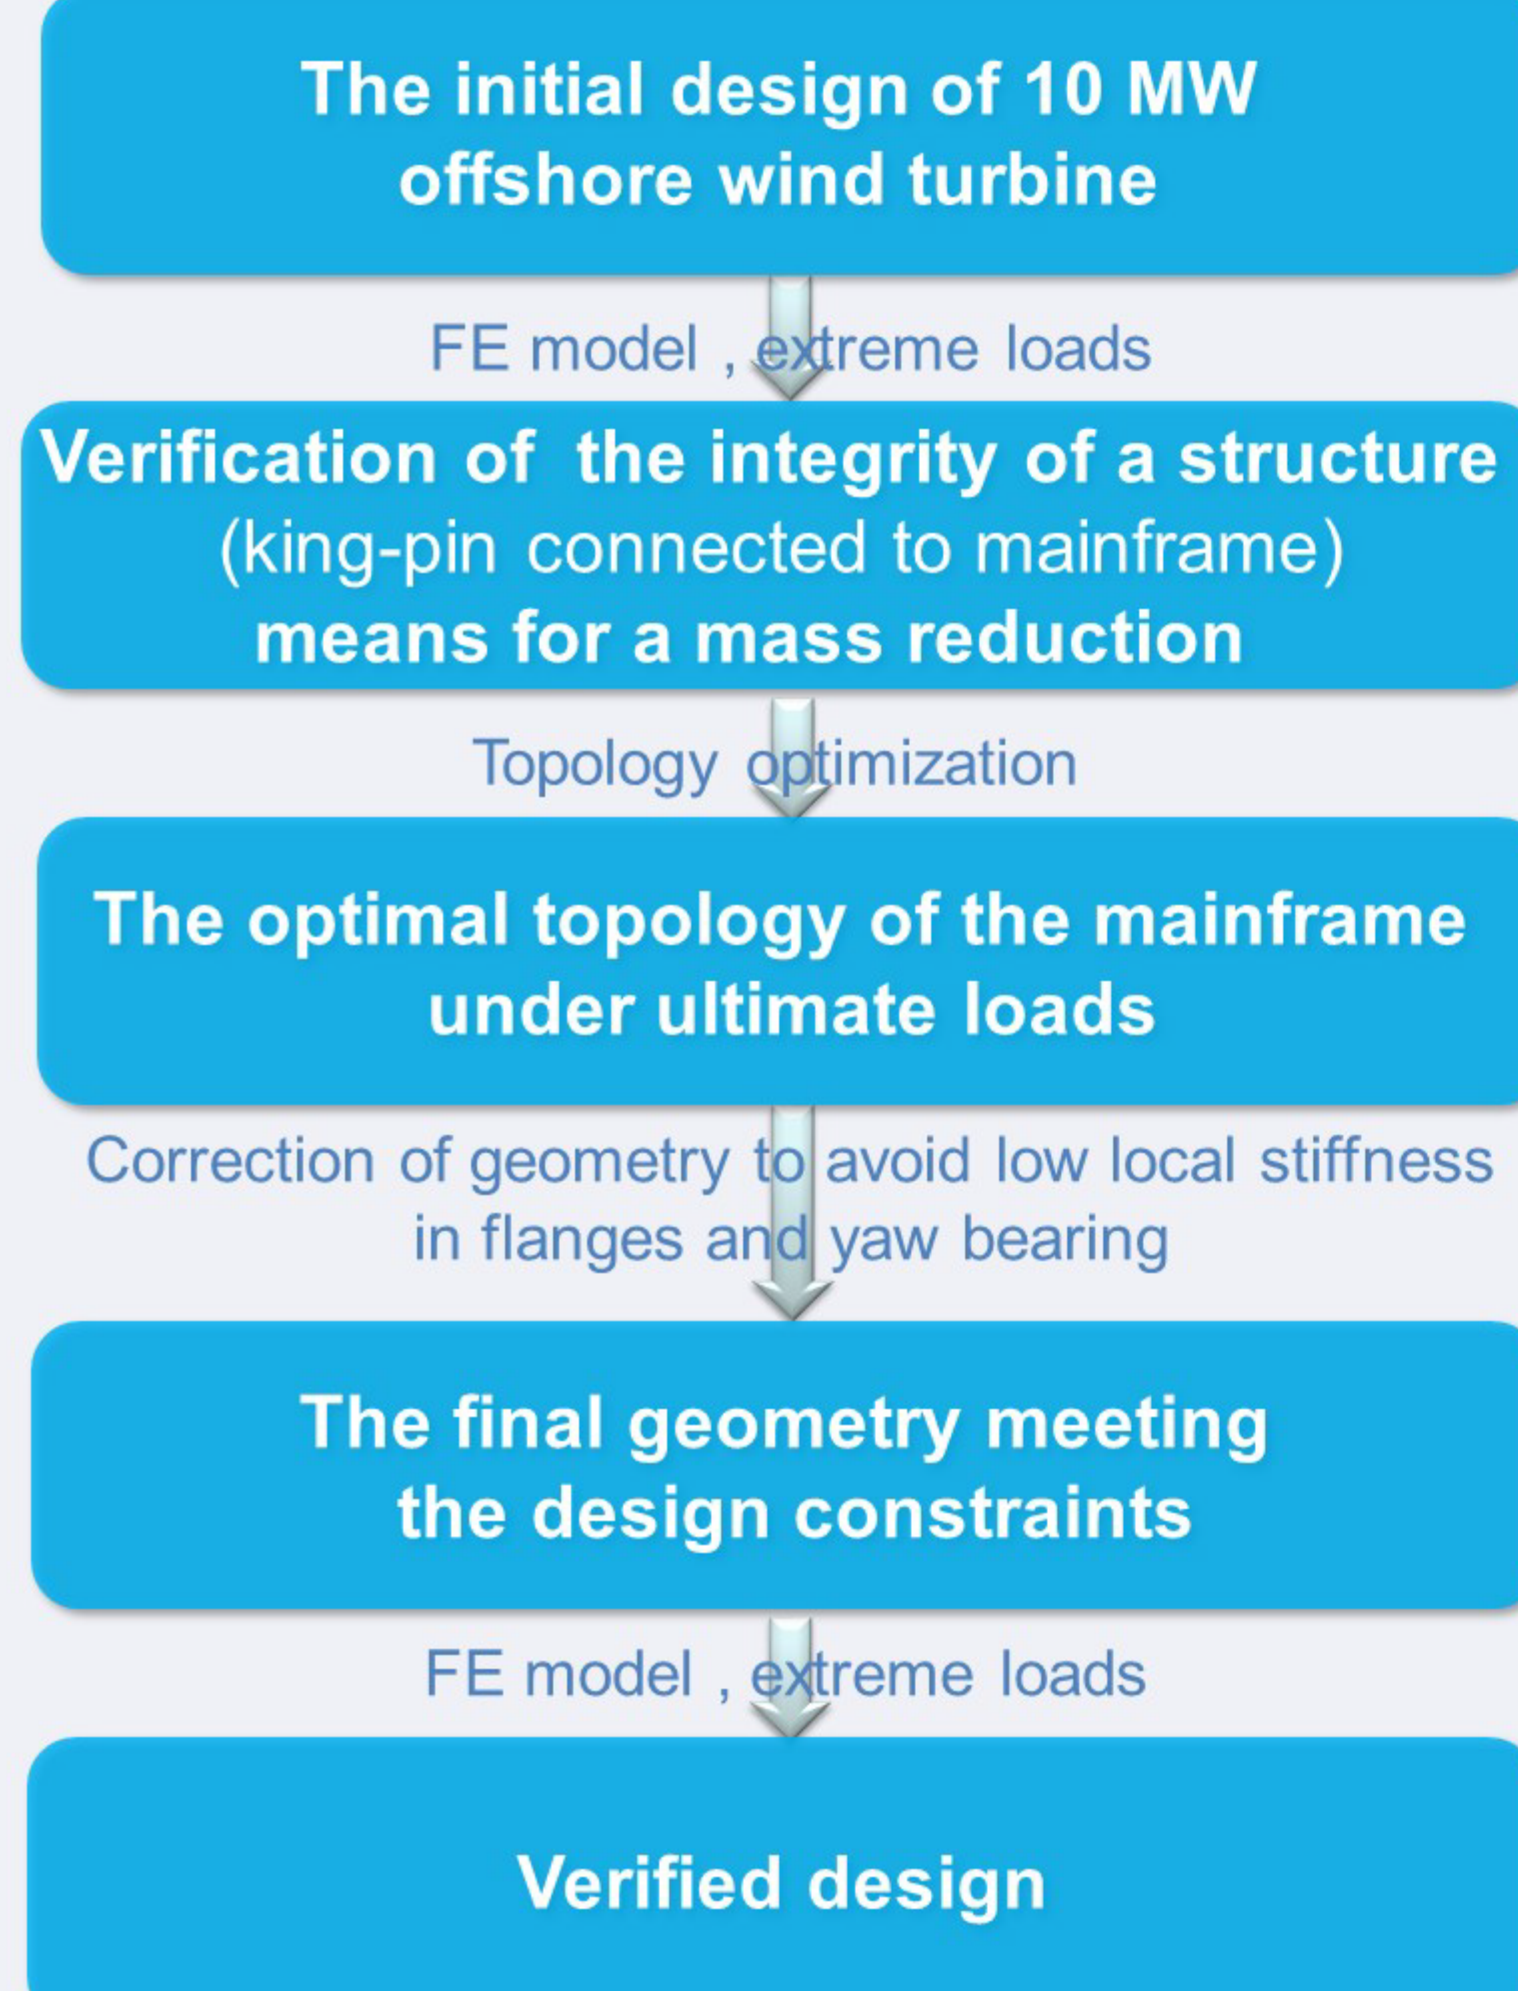 The initial design of 10 MW
offshore wind turbine
FE model , extreme loads
Verification of the integrity of a structure
(king-pin connected to mainframe)
means for a mass reduction
Topology optimization
The optimal topology of the mainframe
under ultimate loads
Correction of geometry to avoid low local stiffness
in flanges and yaw bearing
The final geometry meeting
the design constraints
FE model , extreme loads
Verified design